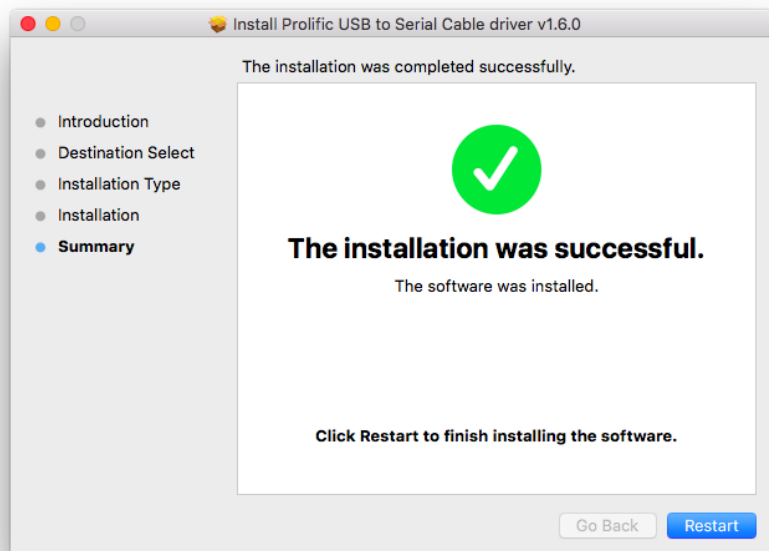 Install Prolific USB to Serial Cable driver v1.6.0
The installation was completed successfully.
Introduction
Destination Select
Installation Type
Installation
Summary
The installation was successful.
The software was installed.
Click Restart to finish installing the software.
Go Back
Restart